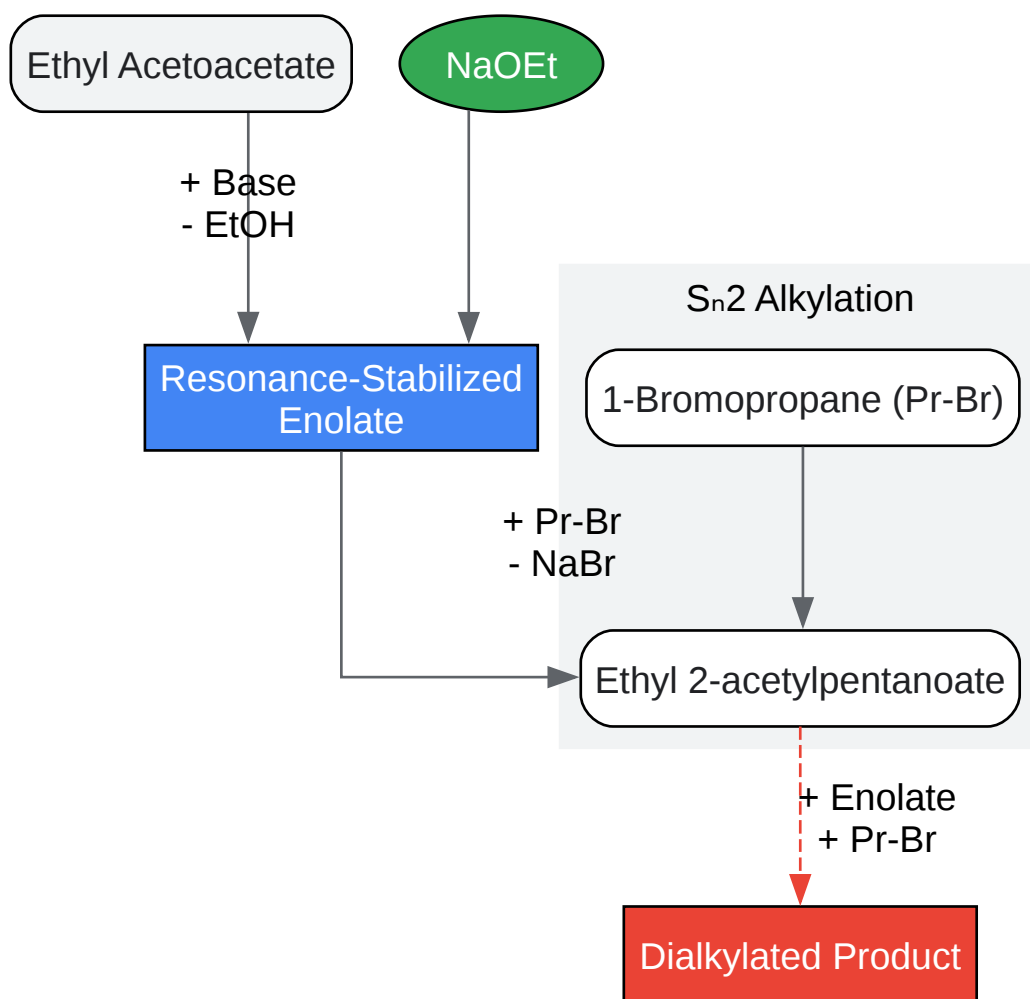 Ethyl Acetoacetate
NaOEt
+ Base
- EtOH
Sₙ2 Alkylation
Resonance-Stabilized
Enolate
1-Bromopropane (Pr-Br)
+ Pr-Br
- NaBr
Ethyl 2-acetylpentanoate
+ Enolate
+ Pr-Br
Dialkylated Product